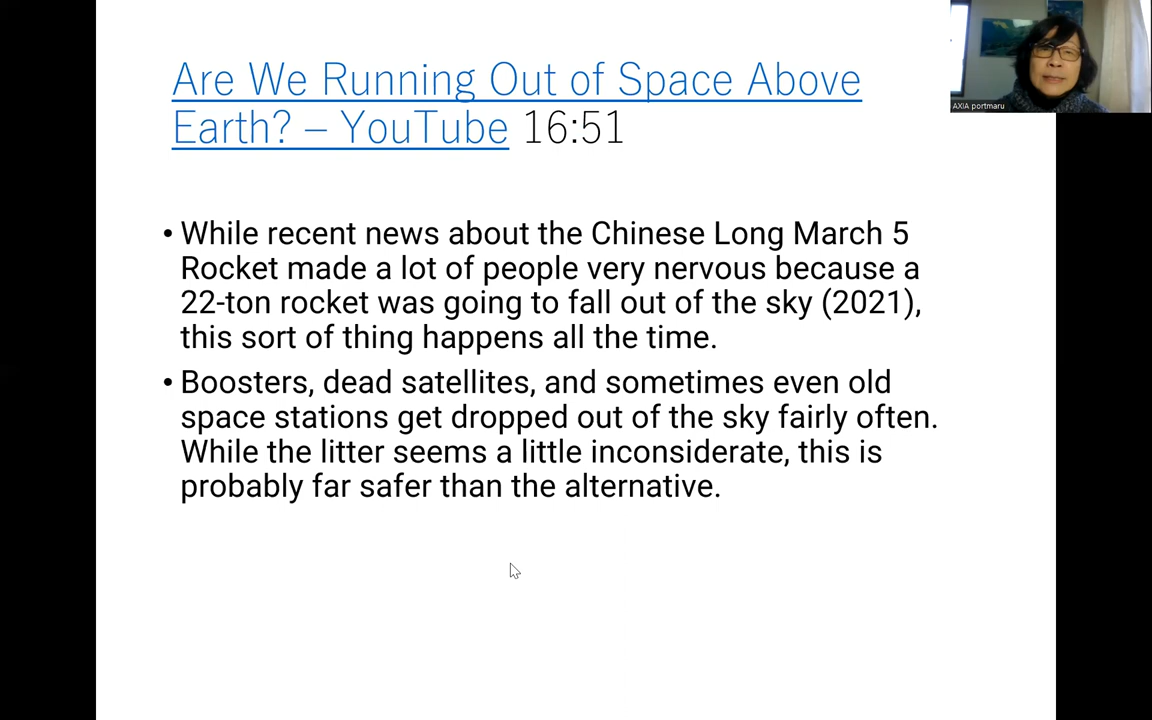 Are We Running Out of Space Above
Earth? – YouTube 16:51
• While recent news about the Chinese Long March 5
Rocket made a lot of people very nervous because a
22-ton rocket was going to fall out of the sky (2021),
this sort of thing happens all the time.
• Boosters, dead satellites, and sometimes even old
space stations get dropped out of the sky fairly often.
While the litter seems a little inconsiderate, this is
probably far safer than the alternative.
AXIA portmaru